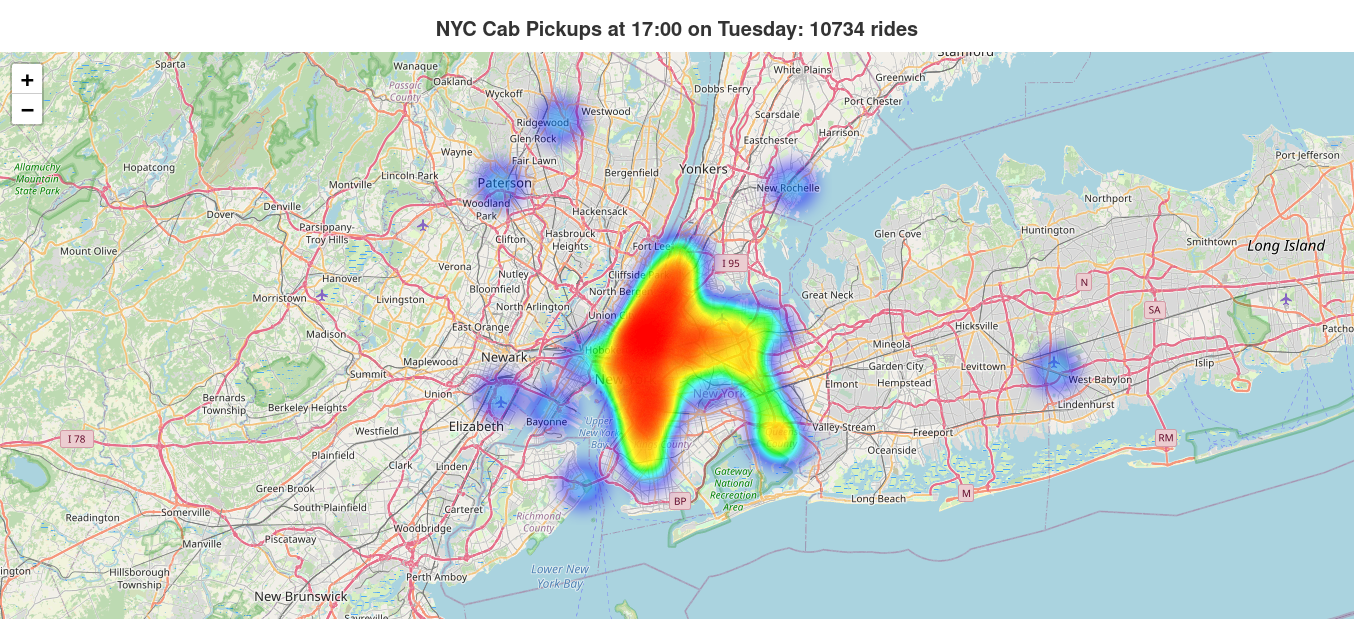 NYC Cab Pickups at 17:00 on Tuesday: 10734 rides
Stamford
Sparta
Wanaque
White Plains
+
Oakland
Greenwich
Passaic
County
Wyckoff
Dobbs Ferry
Port Chester
−
Westwood
Scarsdale
Ridgewood
Harrison
Glen Rock
Eastchester
Wayne
Fair Lawn
Port Jefferson
Hopatcong
Allamuchy
Mountain
State Park
Lincoln Park
Bergenfield
Yonkers
Montville
Paterson
New Rochelle
Northport
Woodland
Park
Denville
Dover
Hackensack
Parsippany-
Troy Hills
Clifton
Hasbrouck
Heights
Fort Lee
Glen Cove
Huntington
Smithtown
Long Island
Mount Olive
Verona
I 95
Nutley
Cliffside
Hanover
Bloomfield
North Ber
N
Morristown
Livingston
North Arlington
Great Neck
SA
Union C
East Orange
Hicksville
Patcho
Madison
Hobo
Mineola
Newark
Maplewood
Islip
Summit
Garden City
Levittown
New
West Babylon
Elmont
Hempstead
Union
New York
Bernards
Township
Berkeley Heights
Lindenhurst
Bayonne
Upper
New York
Bay
Elizabeth
Valley Stream
Freeport
I 78
Westfield
RM
County
Oceanside
Plainfield
Clark
Linden
Gateway
National
Recreation
Area
Green Brook
M
Long Beach
BP
South Plainfield
Carteret
Somerville
Readington
Richmond
County
Woodbridge
Manville
Piscataway
ington
Hillsborough
Township
Lower New
York Bay
Perth Amboy
New Brunswick
Sayreville